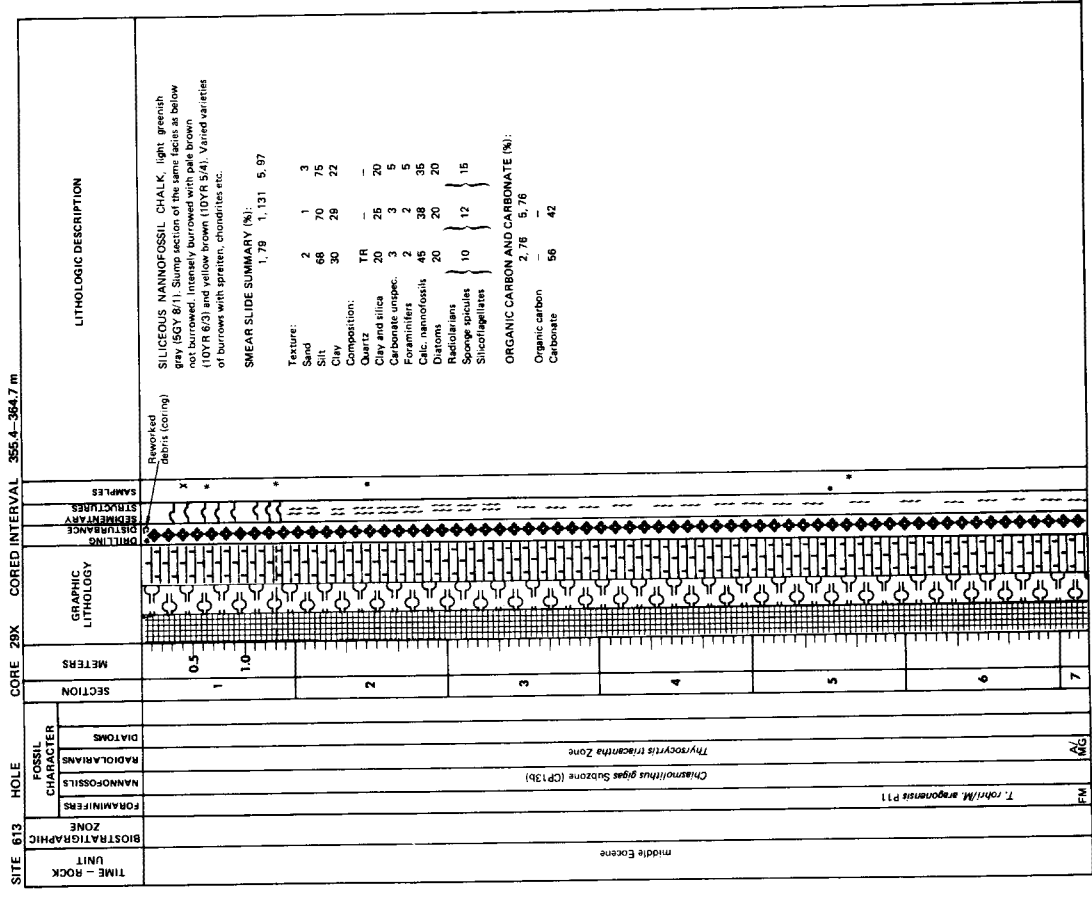 SITE 613 HOLE CORE 29X CORED INTERVAL 355.4–364.7 m
TIME – ROCK UNIT
BIOSTRATIGRAPHIC ZONE
FOSSIL CHARACTER
FORAMINIFERS
NANNOFOSSILS
RADIOLARIANS
DIATOMS
SECTION
METERS
GRAPHIC LITHOLOGY
DRILLING DISTURBANCE
SEDIMENTARY STRUCTURES
SAMPLES
LITHOLOGIC DESCRIPTION
middle Eocene
T. rohri/M. aragonensis P11
Chiasmolithus gigas Subzone (CP13b)
Thyrsocyrtis triacantha Zone
FM
A/MG
1
0.5
1.0
2
3
4
5
6
7
Reworked
debris (coring)
SILICEOUS NANNOFOSSIL CHALK, light greenish
gray (5GY 8/1). Slump section of the same facies as below
not burrowed. Intensely burrowed with pale brown
(10YR 6/3) and yellow brown (10YR 5/4). Varied varieties
of burrows with spreiten, chondrites etc.
SMEAR SLIDE SUMMARY (%):
1, 79 1, 131 5, 97
Texture:
Sand 2 1 3
Silt 68 70 75
Clay 30 29 22
Composition:
Quartz TR – –
Clay and silica 20 25 20
Carbonate unspec. 3 3 5
Foraminifers 2 2 5
Calc. nannofossils 45 38 35
Diatoms 20 20 20
Radiolarians
Sponge spicules 10 12 15
Silicoflagellates
ORGANIC CARBON AND CARBONATE (%):
2, 76 5, 76
Organic carbon – –
Carbonate 56 42